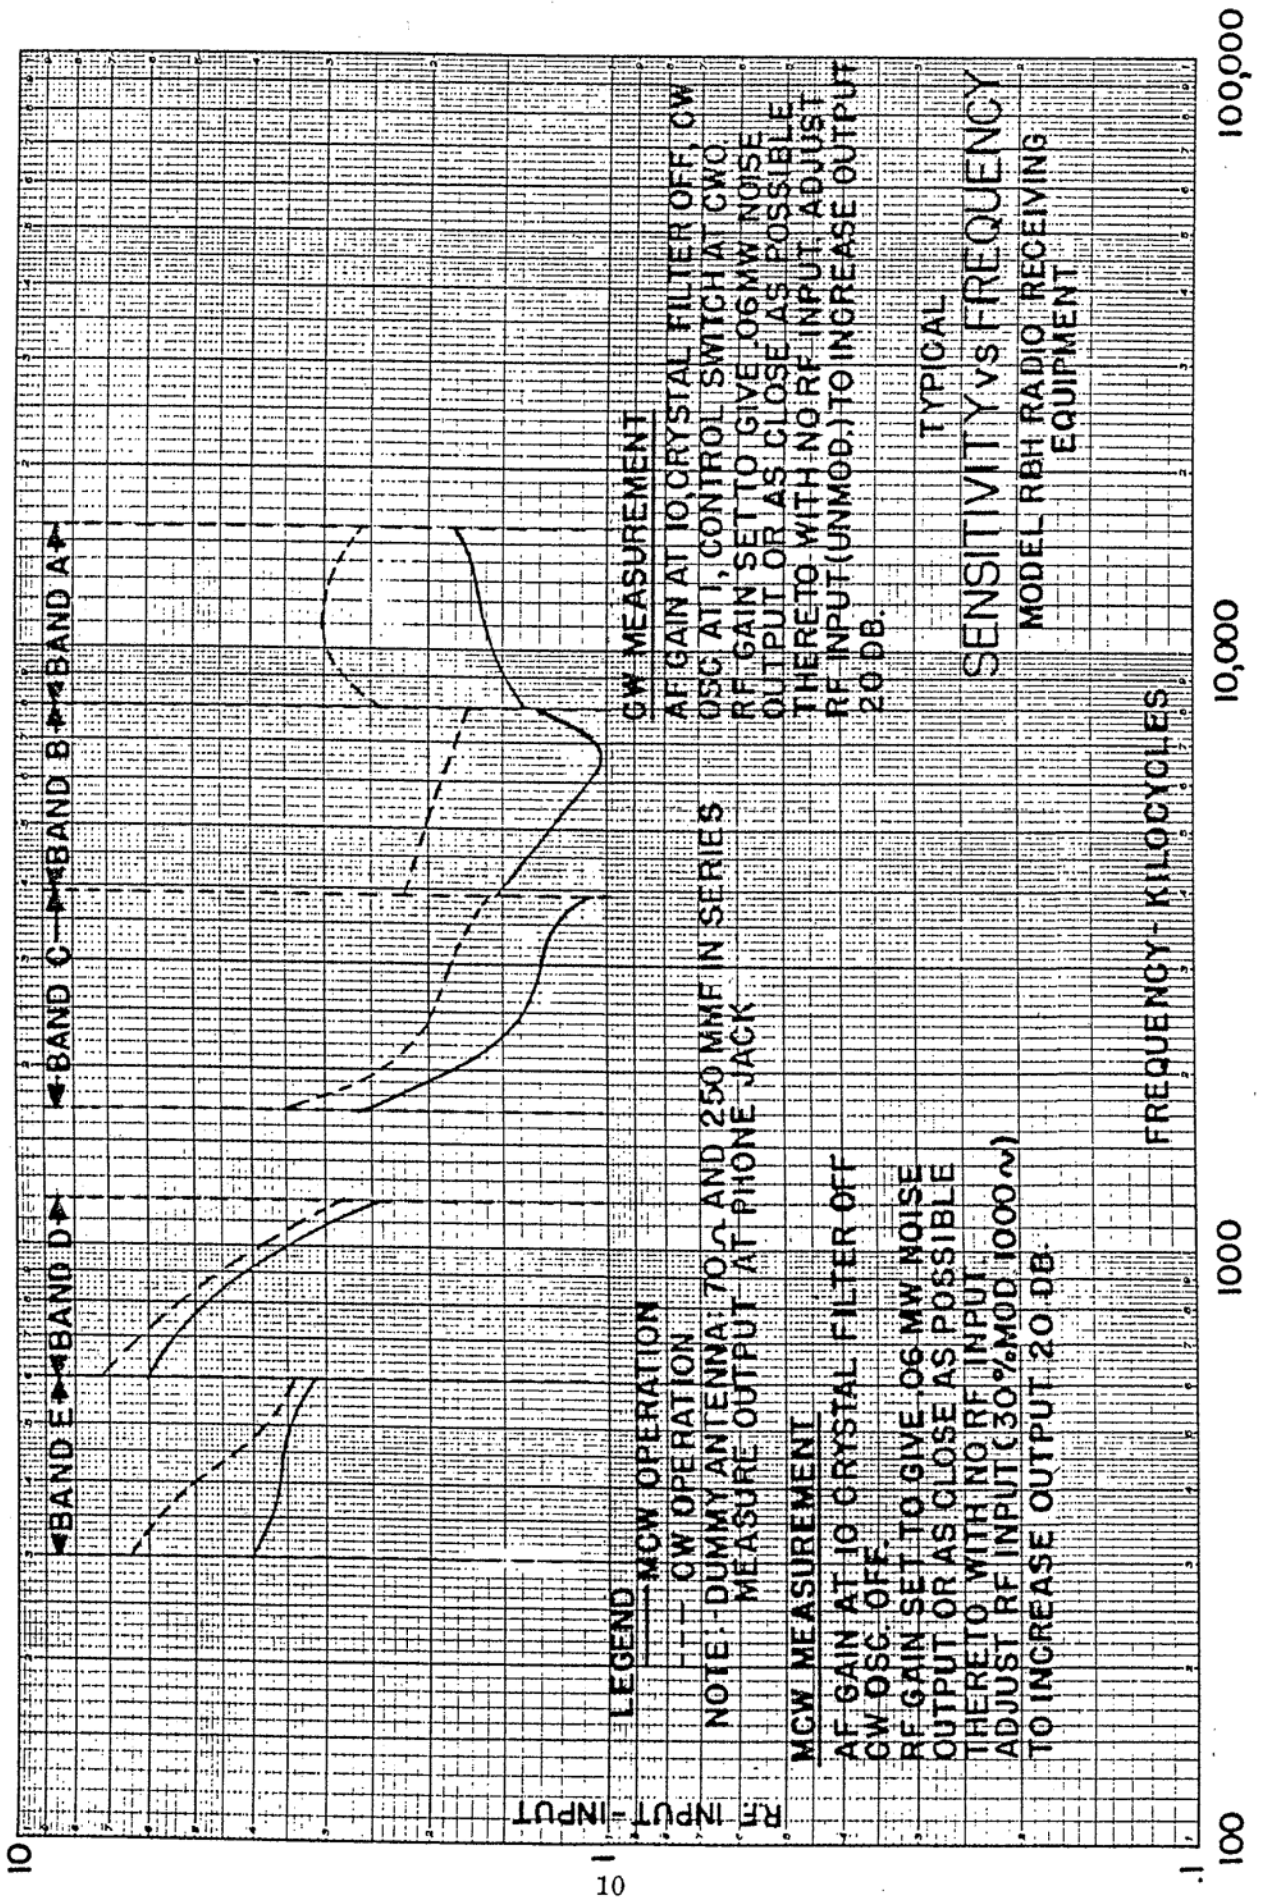 ◄BAND E►◄BAND D► ◄BAND C►◄BAND B►◄BAND A►
10
1
.1
R.F. INPUT-INPUT
LEGEND
—— MCW OPERATION
---- CW OPERATION
NOTE:-DUMMY ANTENNA: 70 Ω AND 250 MMF IN SERIES
MEASURE OUTPUT AT PHONE JACK
MCW MEASUREMENT
AF GAIN AT 10 CRYSTAL FILTER OFF
CW OSC. OFF.
RF GAIN SET TO GIVE .06 MW NOISE
OUTPUT OR AS CLOSE AS POSSIBLE
THERETO WITH NO RF INPUT.
ADJUST RF INPUT (30% MOD. 1000~)
TO INCREASE OUTPUT 20 DB.
CW MEASUREMENT
AF GAIN AT 10, CRYSTAL FILTER OFF, CW
OSC. AT 1, CONTROL SWITCH AT CWO,
RF GAIN SET TO GIVE .06 MW NOISE
OUTPUT OR AS CLOSE AS POSSIBLE
THERETO WITH NO RF INPUT. ADJUST
RF INPUT (UNMOD.) TO INCREASE OUTPUT
20 DB.
TYPICAL
SENSITIVITY vs FREQUENCY
MODEL RBH RADIO RECEIVING
EQUIPMENT
FREQUENCY-KILOCYCLES
100 1000 10,000 100,000
10